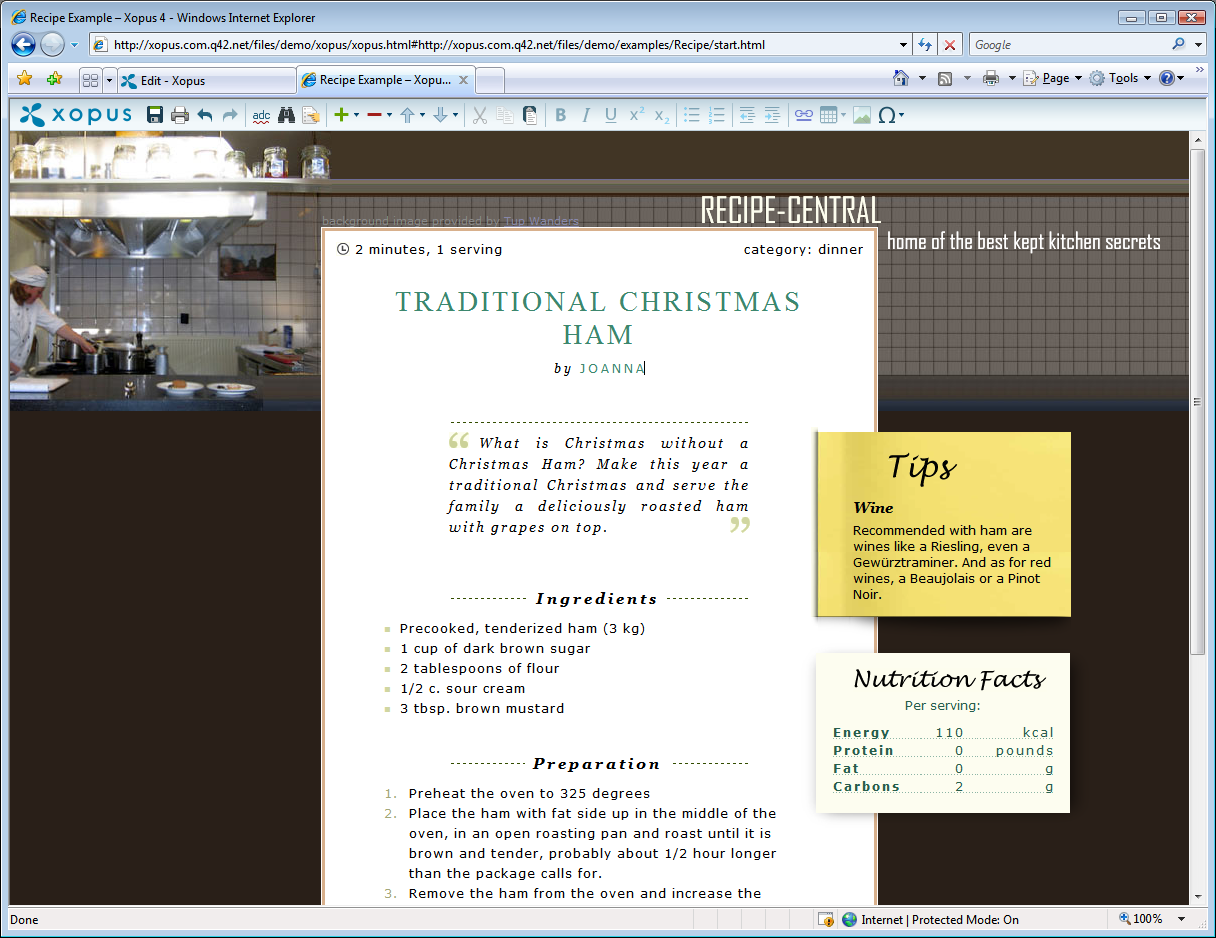 Recipe Example – Xopus 4 - Windows Internet Explorer
http://xopus.com.q42.net/files/demo/xopus/xopus.html#http://xopus.com.q42.net/files/demo/examples/Recipe/start.html
Google
Edit - Xopus
Recipe Example – Xopu...
Page
Tools
xopus
abc
B I U x² x₂
Ω
background image provided by Tup Wanders
RECIPE-CENTRAL
home of the best kept kitchen secrets
2 minutes, 1 serving
category: dinner
TRADITIONAL CHRISTMAS
HAM
by JOANNA
“ What is Christmas without a
Christmas Ham? Make this year a
traditional Christmas and serve the
family a deliciously roasted ham
with grapes on top. ”
Ingredients
Precooked, tenderized ham (3 kg)
1 cup of dark brown sugar
2 tablespoons of flour
1/2 c. sour cream
3 tbsp. brown mustard
Preparation
1. Preheat the oven to 325 degrees
2. Place the ham with fat side up in the middle of the
oven, in an open roasting pan and roast until it is
brown and tender, probably about 1/2 hour longer
than the package calls for.
3. Remove the ham from the oven and increase the
Tips
Wine
Recommended with ham are
wines like a Riesling, even a
Gewürztraminer. And as for red
wines, a Beaujolais or a Pinot
Noir.
Nutrition Facts
Per serving:
Energy 110 kcal
Protein 0 pounds
Fat 0 g
Carbons 2 g
Done
Internet | Protected Mode: On
100%